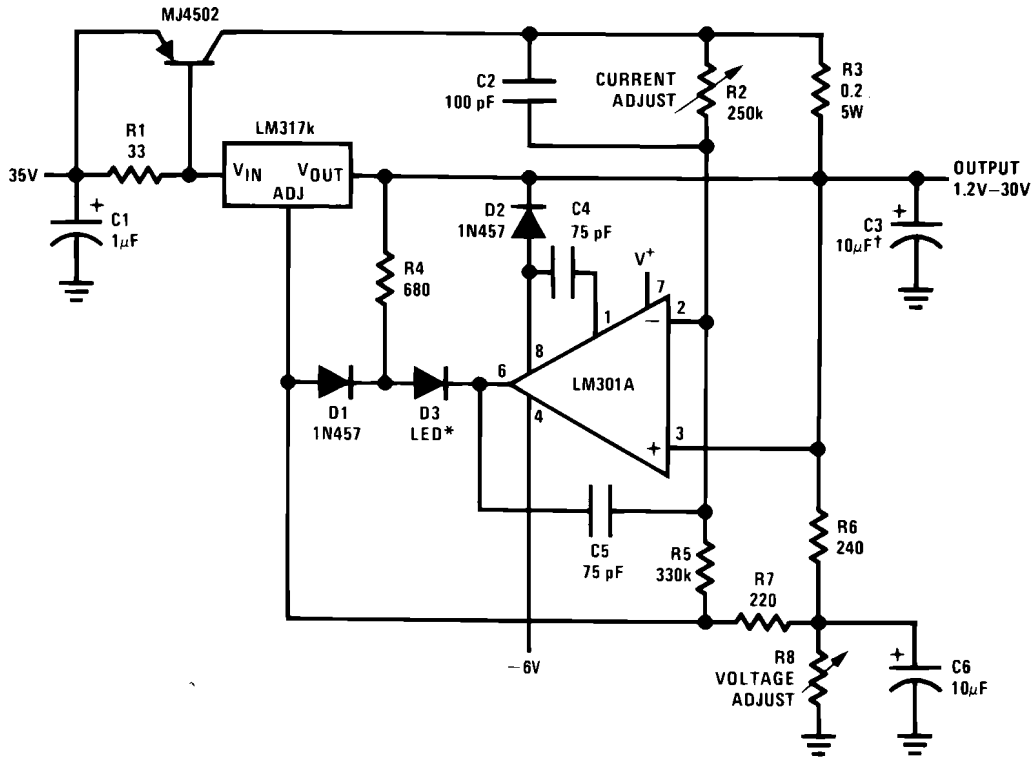 MJ4502
C2
100 pF
CURRENT
ADJUST
R2
250k
R3
0.2
5W
R1
33
LM317k
35V
VIN
VOUT
ADJ
OUTPUT
1.2V–30V
+
C1
1μF
D2
1N457
C4
75 pF
+
C3
10μF†
R4
680
V+
7
1
2
−
8
6
LM301A
4
3
+
D1
1N457
D3
LED*
C5
75 pF
R5
330k
R6
240
R7
220
−6V
R8
VOLTAGE
ADJUST
+
C6
10μF